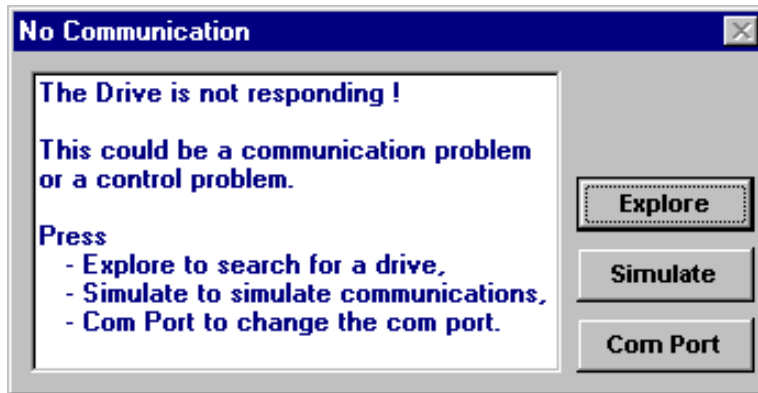 No Communication
The Drive is not responding !
This could be a communication problem
or a control problem.
Press
- Explore to search for a drive,
- Simulate to simulate communications,
- Com Port to change the com port.
Explore
Simulate
Com Port